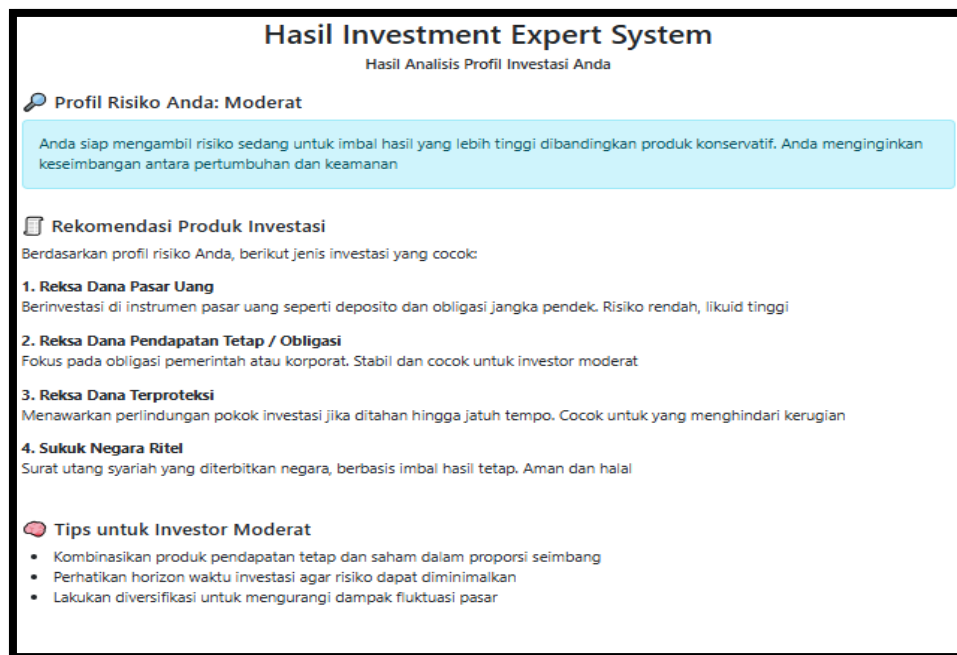 Hasil Investment Expert System
Hasil Analisis Profil Investasi Anda
Profil Risiko Anda: Moderat
Anda siap mengambil risiko sedang untuk imbal hasil yang lebih tinggi dibandingkan produk konservatif. Anda menginginkan
keseimbangan antara pertumbuhan dan keamanan
Rekomendasi Produk Investasi
Berdasarkan profil risiko Anda, berikut jenis investasi yang cocok:
1. Reksa Dana Pasar Uang
Berinvestasi di instrumen pasar uang seperti deposito dan obligasi jangka pendek. Risiko rendah, likuid tinggi
2. Reksa Dana Pendapatan Tetap / Obligasi
Fokus pada obligasi pemerintah atau korporat. Stabil dan cocok untuk investor moderat
3. Reksa Dana Terproteksi
Menawarkan perlindungan pokok investasi jika ditahan hingga jatuh tempo. Cocok untuk yang menghindari kerugian
4. Sukuk Negara Ritel
Surat utang syariah yang diterbitkan negara, berbasis imbal hasil tetap. Aman dan halal
Tips untuk Investor Moderat
• Kombinasikan produk pendapatan tetap dan saham dalam proporsi seimbang
• Perhatikan horizon waktu investasi agar risiko dapat diminimalkan
• Lakukan diversifikasi untuk mengurangi dampak fluktuasi pasar